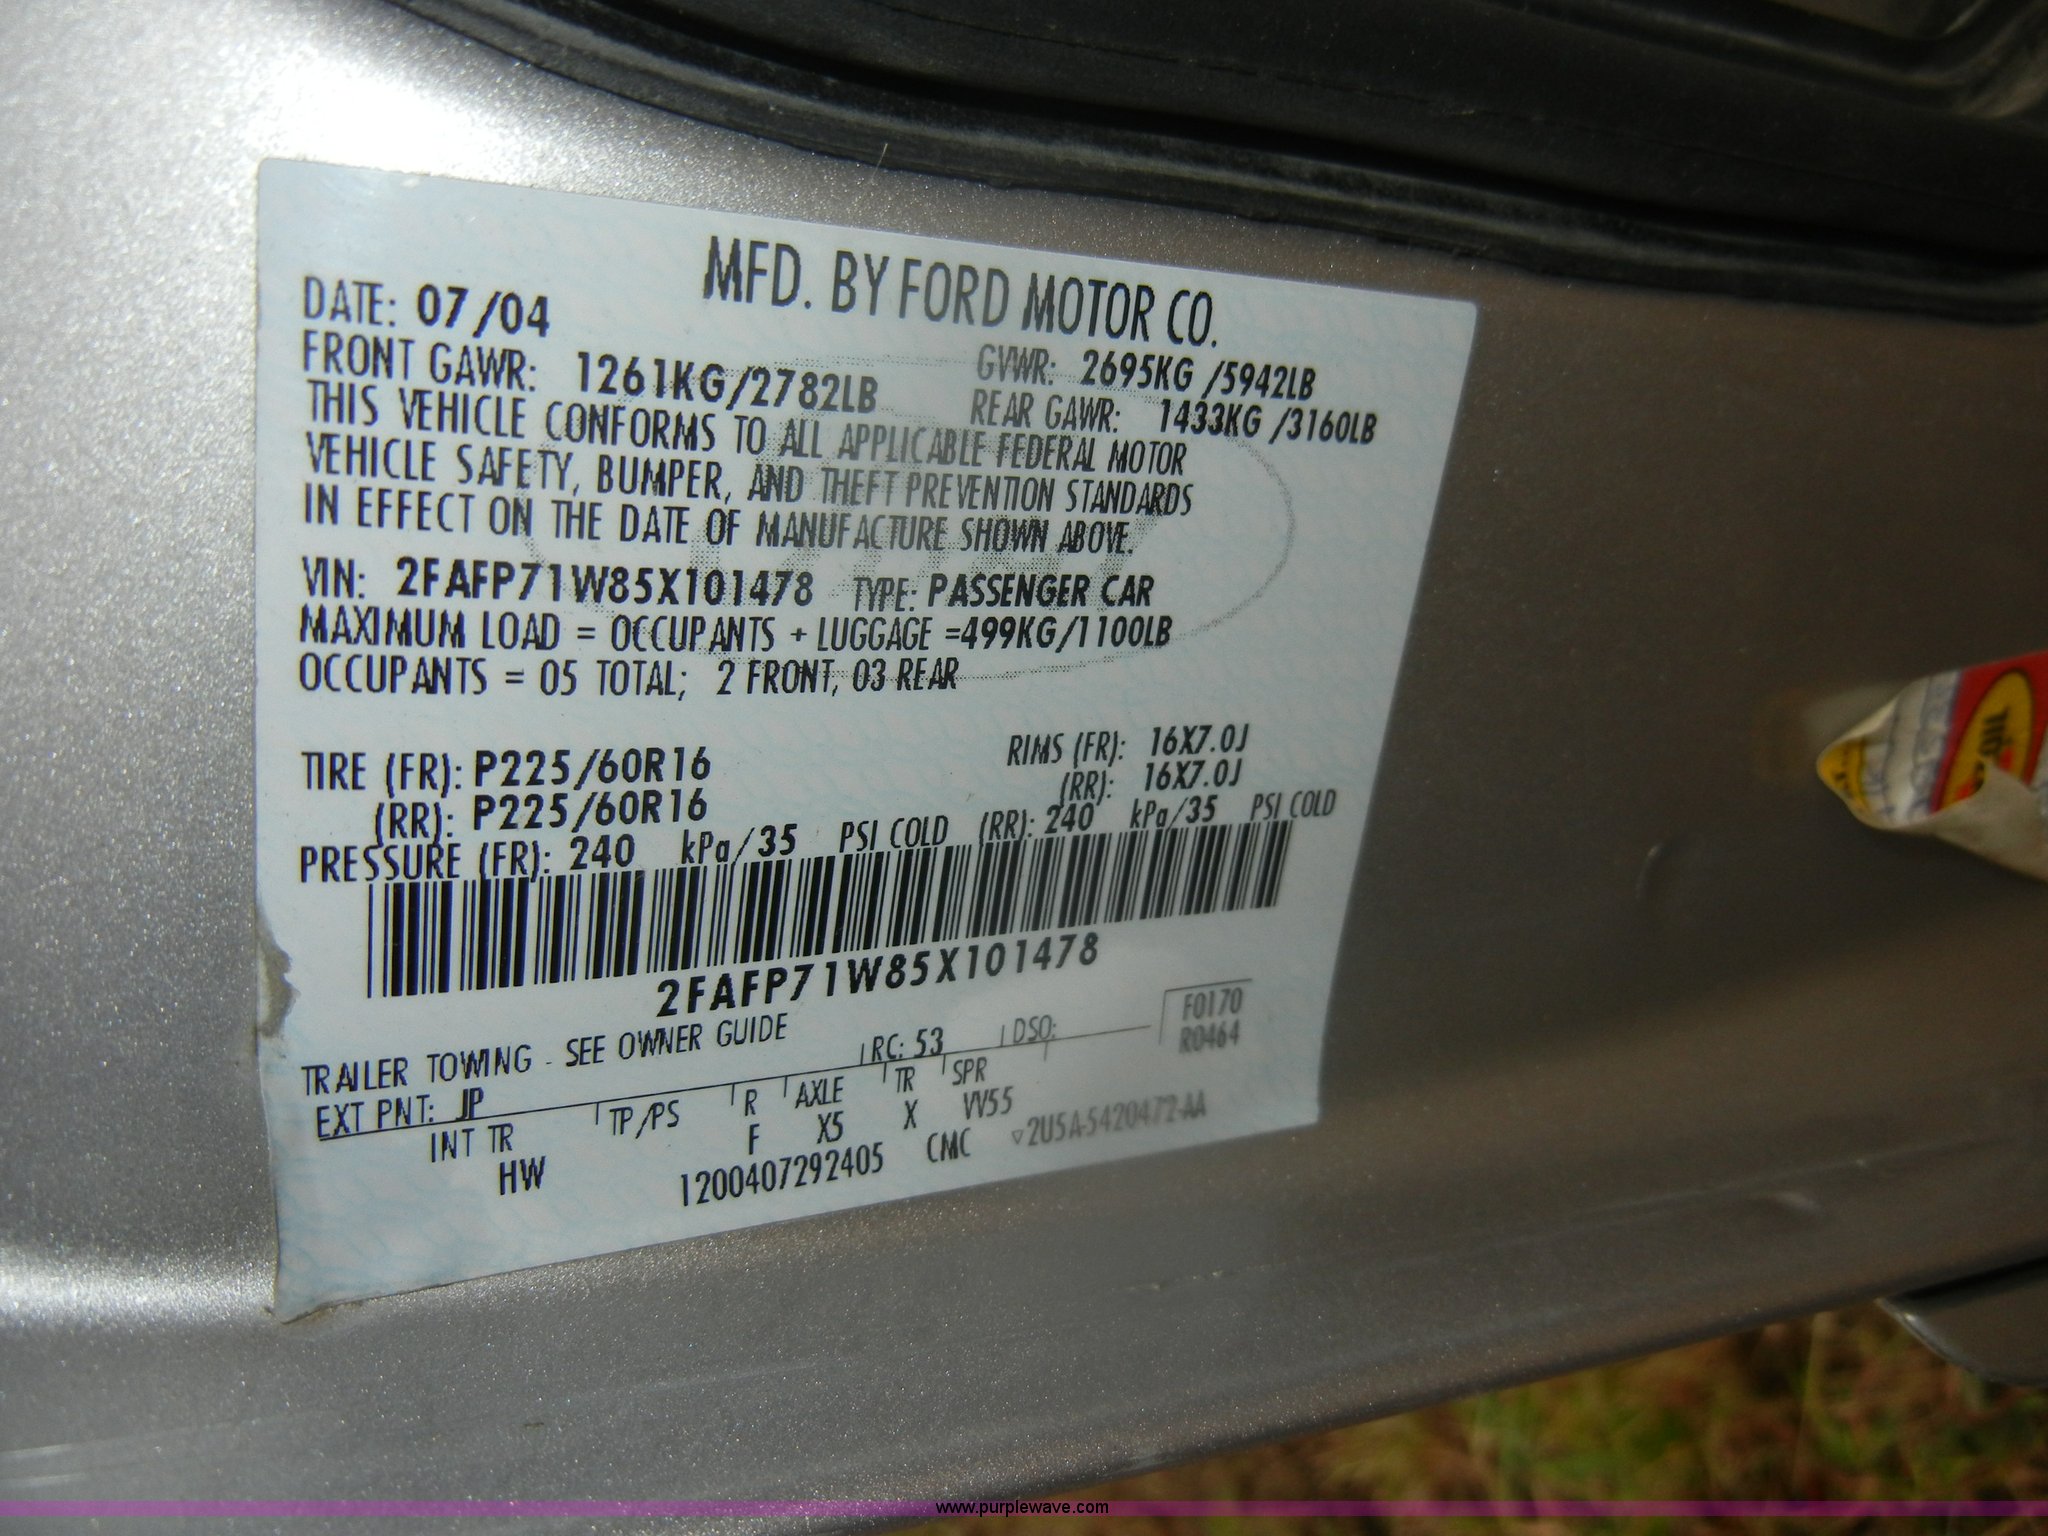 MFD. BY FORD MOTOR CO.
DATE: 07/04
GVWR: 2695KG /5942LB
FRONT GAWR: 1261KG/2782LB
REAR GAWR: 1433KG /3160LB
THIS VEHICLE CONFORMS TO ALL APPLICABLE FEDERAL MOTOR
VEHICLE SAFETY, BUMPER, AND THEFT PREVENTION STANDARDS
IN EFFECT ON THE DATE OF MANUFACTURE SHOWN ABOVE.
VIN: 2FAFP71W85X101478 TYPE: PASSENGER CAR
MAXIMUM LOAD = OCCUPANTS + LUGGAGE =499KG/1100LB
OCCUPANTS = 05 TOTAL; 2 FRONT, 03 REAR
TIRE (FR): P225/60R16 RIMS (FR): 16X7.0J
(RR): P225/60R16 (RR): 16X7.0J
PRESSURE (FR): 240 kPa/35 PSI COLD (RR): 240 kPa/35 PSI COLD
2FAFP71W85X101478
TRAILER TOWING - SEE OWNER GUIDE
EXT PNT: JP RC: 53 DSO: F0170
R0464
INT TR TP/PS R AXLE TR SPR
HW F X5 X VV55
1200407292405 CMC ▿2U5A-5420472-AA
www.purplewave.com